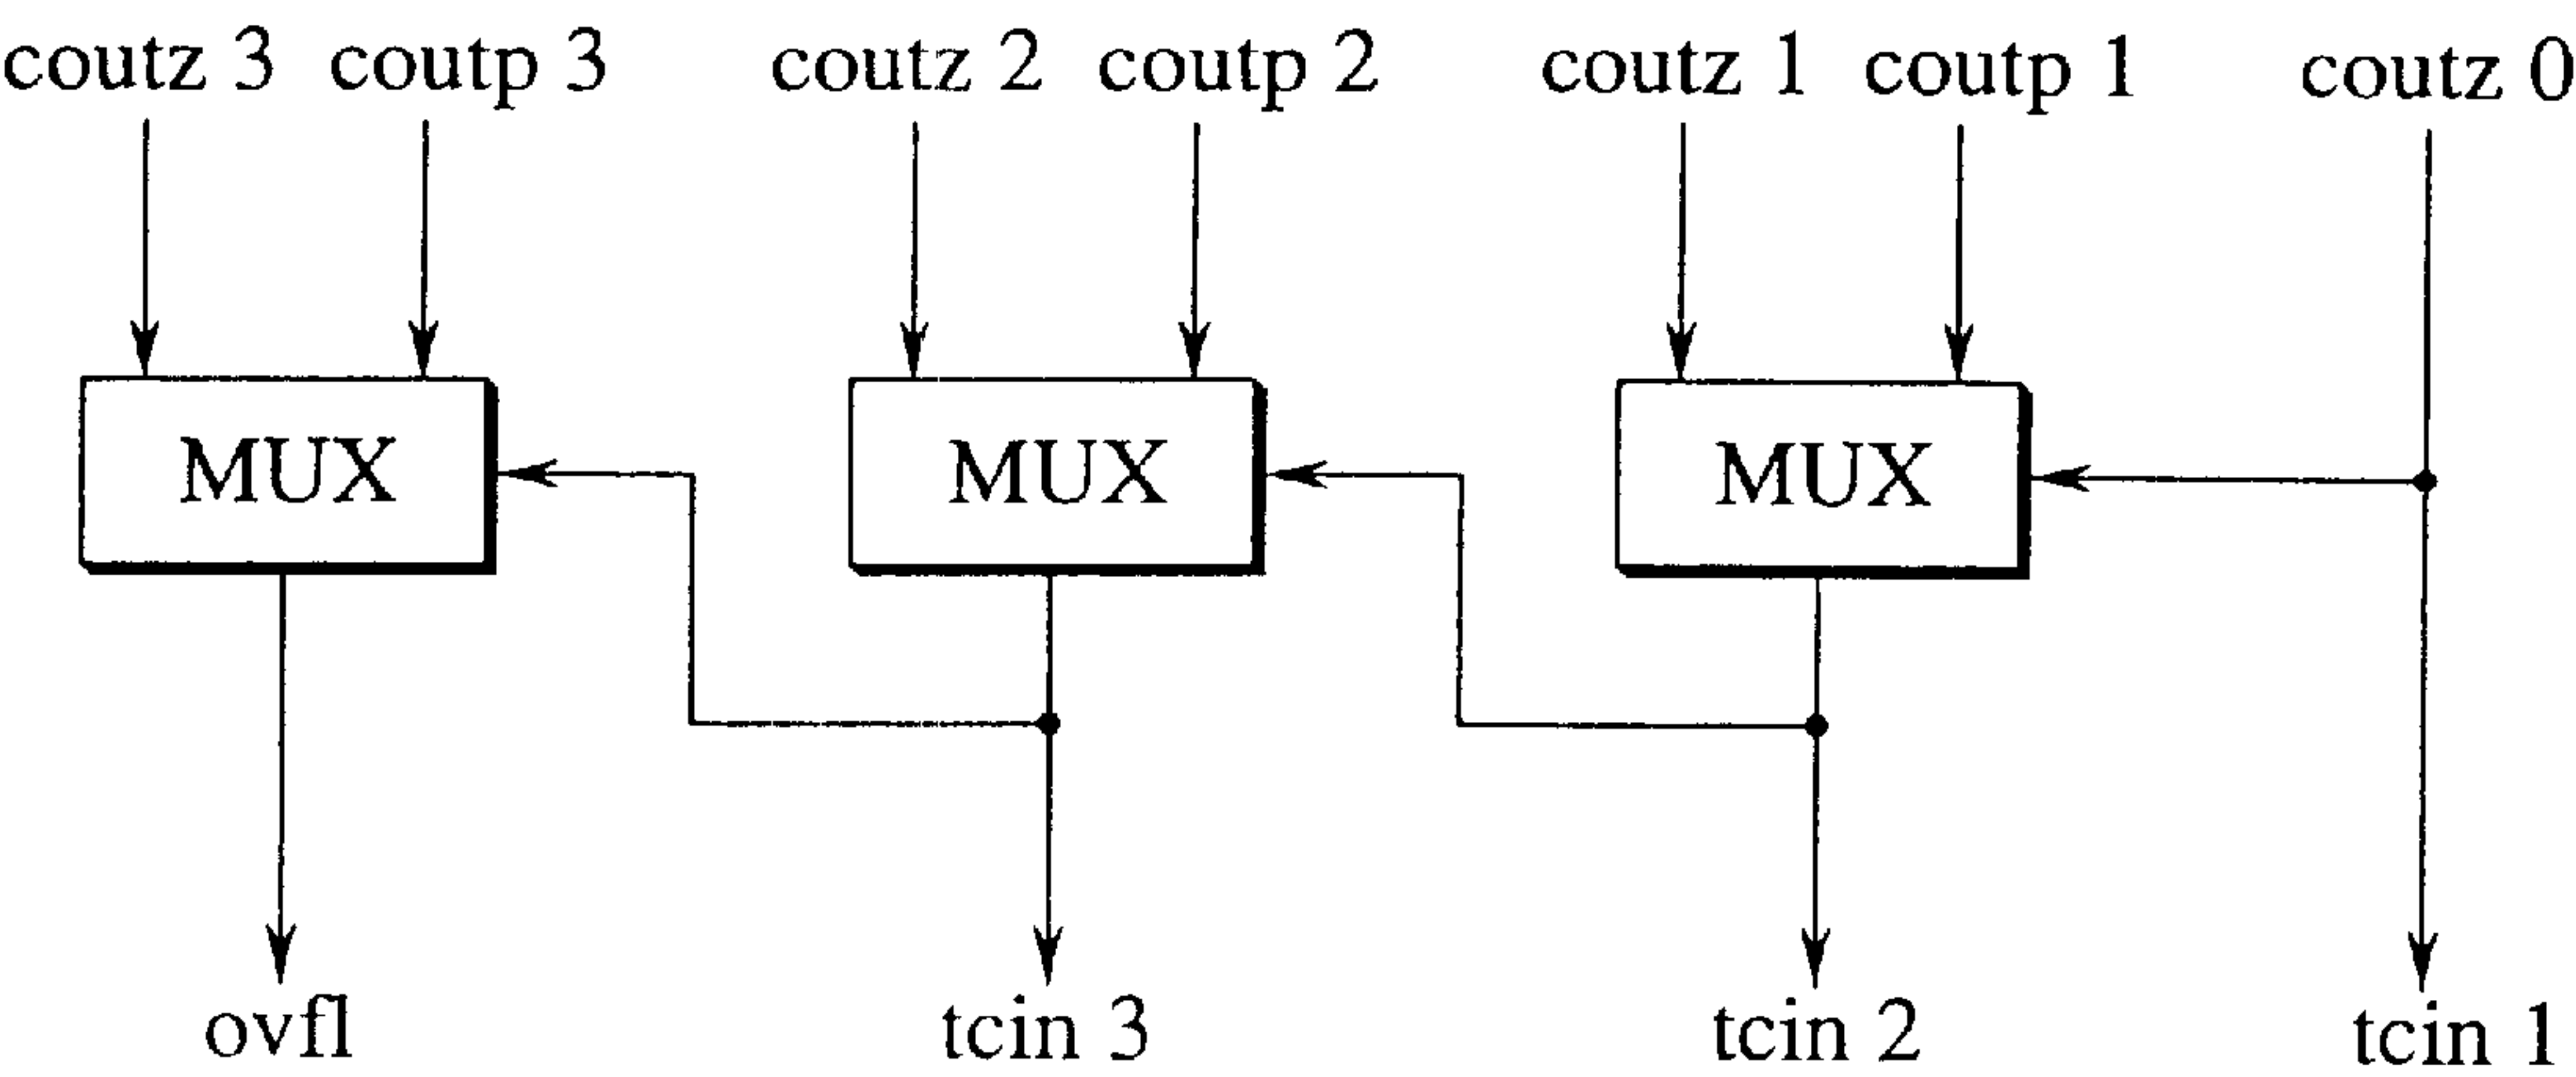 coutz 3 coutp 3 coutz 2 coutp 2 coutz 1 coutp 1 coutz 0
MUX MUX MUX
ovfl tcin 3 tcin 2 tcin 1